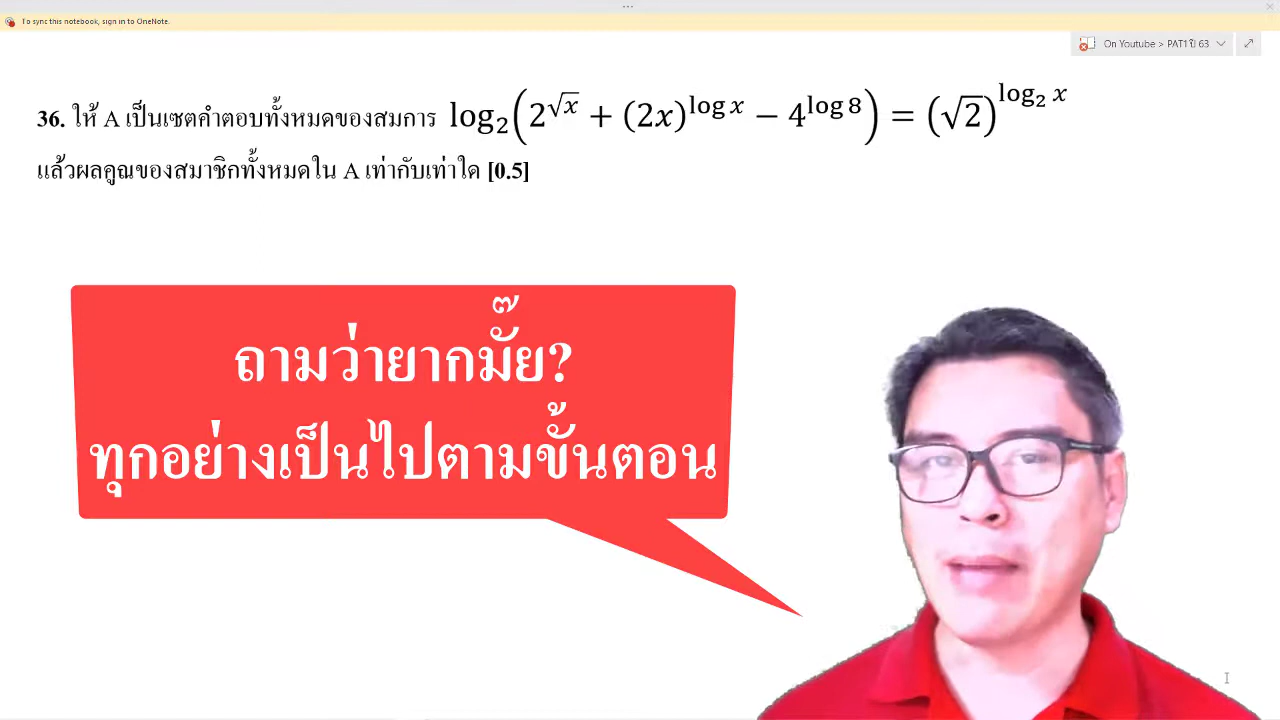 To sync this notebook, sign in to OneNote.
On Youtube > PAT1ปี 63
36. ให้ A เป็นเซตคำตอบทั้งหมดของสมการ log₂(2^√x + (2x)^log x − 4^log 8) = (√2)^log₂ x
แล้วผลคูณของสมาชิกทั้งหมดใน A เท่ากับเท่าใด [0.5]
ถามว่ายากมั๊ย?
ทุกอย่างเป็นไปตามขั้นตอน